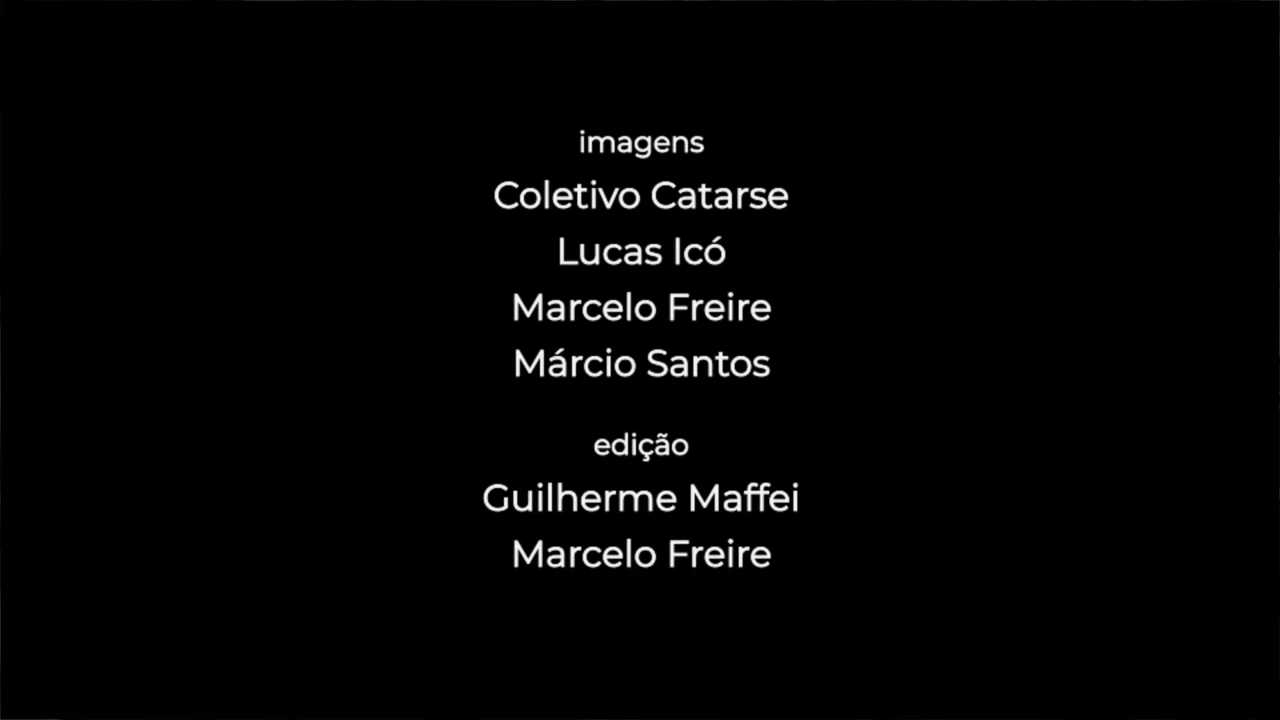 imagens
Coletivo Catarse
Lucas Icó
Marcelo Freire
Márcio Santos
edição
Guilherme Maffei
Marcelo Freire